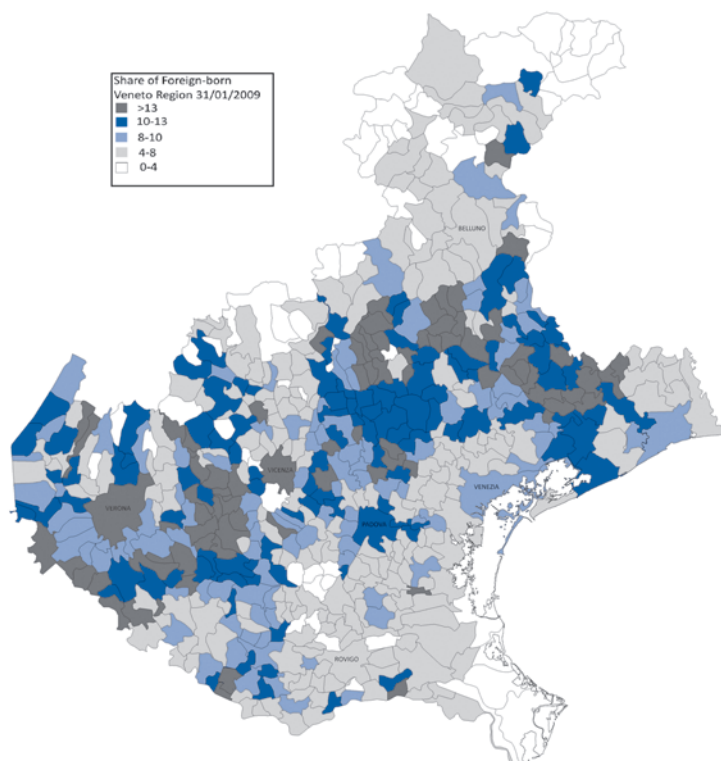 Share of Foreign-born
Veneto Region 31/01/2009
>13
10-13
8-10
4-8
0-4
BELLUNO
VICENZA
VERONA
VENEZIA
PADOVA
ROVIGO